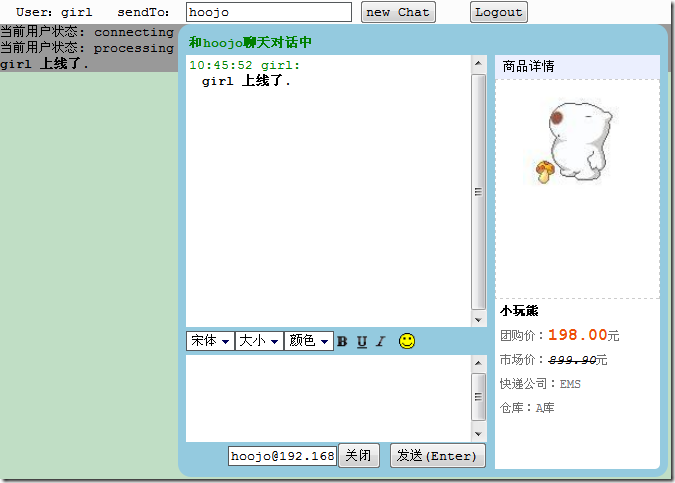 User: girl sendTo: hoojo new Chat Logout
当前用户状态: connecting
当前用户状态: processing
girl 上线了.
和hoojo聊天对话中
10:45:52 girl:
girl 上线了.
宋体 大小 颜色 B U I
hoojo@192.168 关闭 发送(Enter)
商品详情
小玩熊
团购价：198.00元
市场价：899.90元
快递公司：EMS
仓库：A库